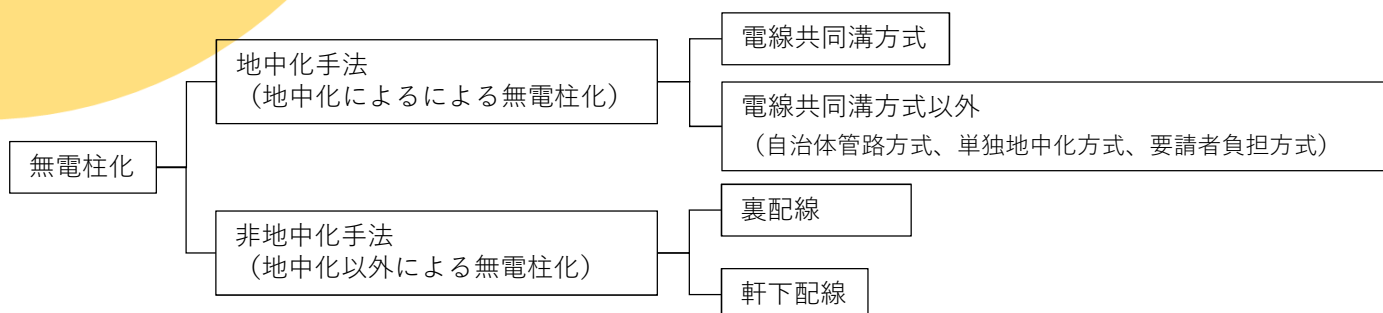 無電柱化
地中化手法
（地中化によるによる無電柱化）
電線共同溝方式
電線共同溝方式以外
（自治体管路方式、単独地中化方式、要請者負担方式）
非地中化手法
（地中化以外による無電柱化）
裏配線
軒下配線